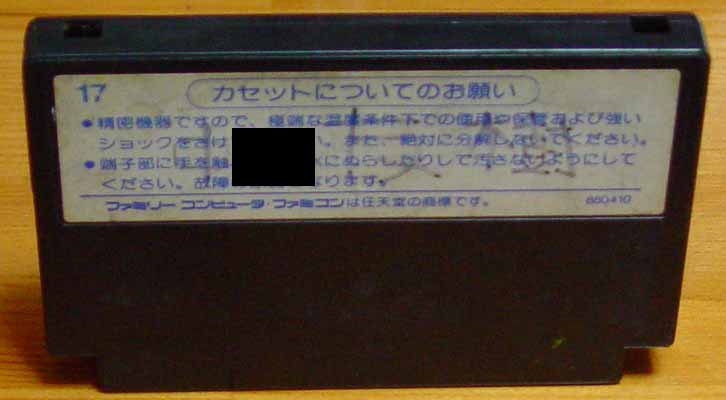 17
カセットについてのお願い
●精密機器ですので、極端な温度条件下での使用や保管および強い
ショックをさけ い。また、絶対に分解しないでください。
●端子部に手を触 水にぬらしたりして汚さないようにして
ください。故障 なります。
ファミリーコンピュータ・ファミコンは任天堂の商標です。
860410